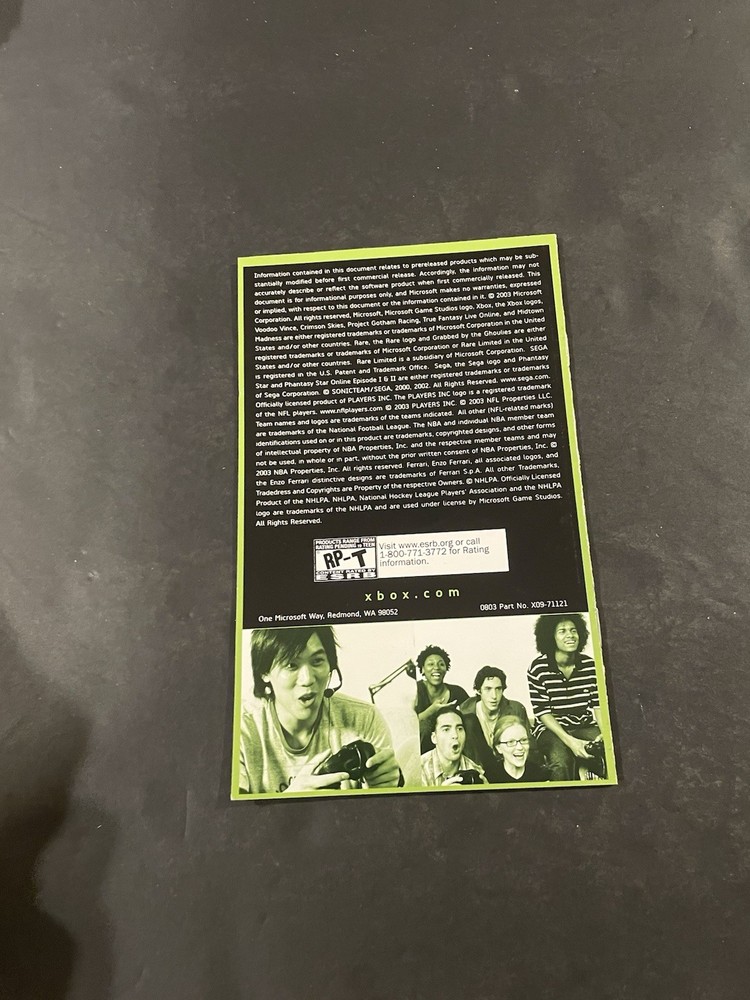 Information contained in this document relates to prereleased products which may be sub-
stantially modified before first commercial release. Accordingly, the information may not
accurately describe or reflect the software product when first commercially released. This
document is for informational purposes only, and Microsoft makes no warranties, expressed
or implied, with respect to this document or the information contained in it. © 2003 Microsoft
Corporation. All rights reserved, Microsoft, Microsoft Game Studios logo, Xbox, the Xbox logos,
Voodoo Vince, Crimson Skies, Project Gotham Racing, True Fantasy Live Online, and Midtown
Madness are either registered trademarks or trademarks of Microsoft Corporation in the United
States and/or other countries. Rare, the Rare logo and Grabbed by the Ghoulies are either
registered trademarks or trademarks of Microsoft Corporation or Rare Limited in the United
States and/or other countries. Rare Limited is a subsidiary of Microsoft Corporation. SEGA
is registered in the U.S. Patent and Trademark Office. Sega, the Sega logo and Phantasy
Star and Phantasy Star Online Episode I & II are either registered trademarks or trademarks
of Sega Corporation. © SONICTEAM/SEGA, 2000, 2002. All Rights Reserved. www.sega.com.
Officially licensed product of PLAYERS INC. The PLAYERS INC logo is a registered trademark
of the NFL players. www.nflplayers.com © 2003 PLAYERS INC. © 2003 NFL Properties LLC.
Team names and logos are trademarks of the teams indicated. All other (NFL-related marks)
are trademarks of the National Football League. The NBA and individual NBA member team
identifications used on or in this product are trademarks, copyrighted designs, and other forms
of intellectual property of NBA Properties, Inc. and the respective member teams and may
not be used, in whole or in part, without the prior written consent of NBA Properties, Inc. ©
2003 NBA Properties, Inc. All rights reserved. Ferrari, Enzo Ferrari, all associated logos, and
the Enzo Ferrari distinctive designs are trademarks of Ferrari S.p.A. All other Trademarks,
Tradedress and Copyrights are Property of the respective Owners. © NHLPA. Officially Licensed
Product of the NHLPA. NHLPA, National Hockey League Players' Association and the NHLPA
logo are trademarks of the NHLPA and are used under license by Microsoft Game Studios.
All Rights Reserved.
PRODUCTS RANGE FROM
RATING PENDING to TEEN
RP-T
CONTENT RATED BY
ESRB
Visit www.esrb.org or call
1-800-771-3772 for Rating
information.
xbox.com
One Microsoft Way, Redmond, WA 98052
0803 Part No. X09-71121